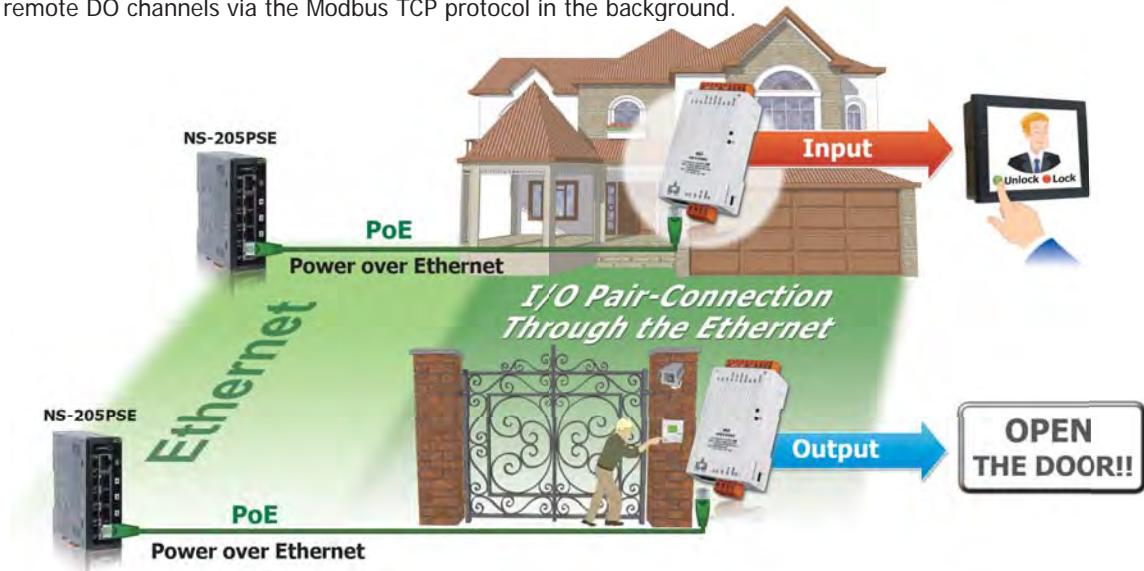 remote DO channels via the Modbus TCP protocol in the background.
NS-205PSE
Input
Unlock Lock
PoE
Power over Ethernet
I/O Pair-Connection
Through the Ethernet
Ethernet
NS-205PSE
Output
OPEN
THE DOOR!!
PoE
Power over Ethernet